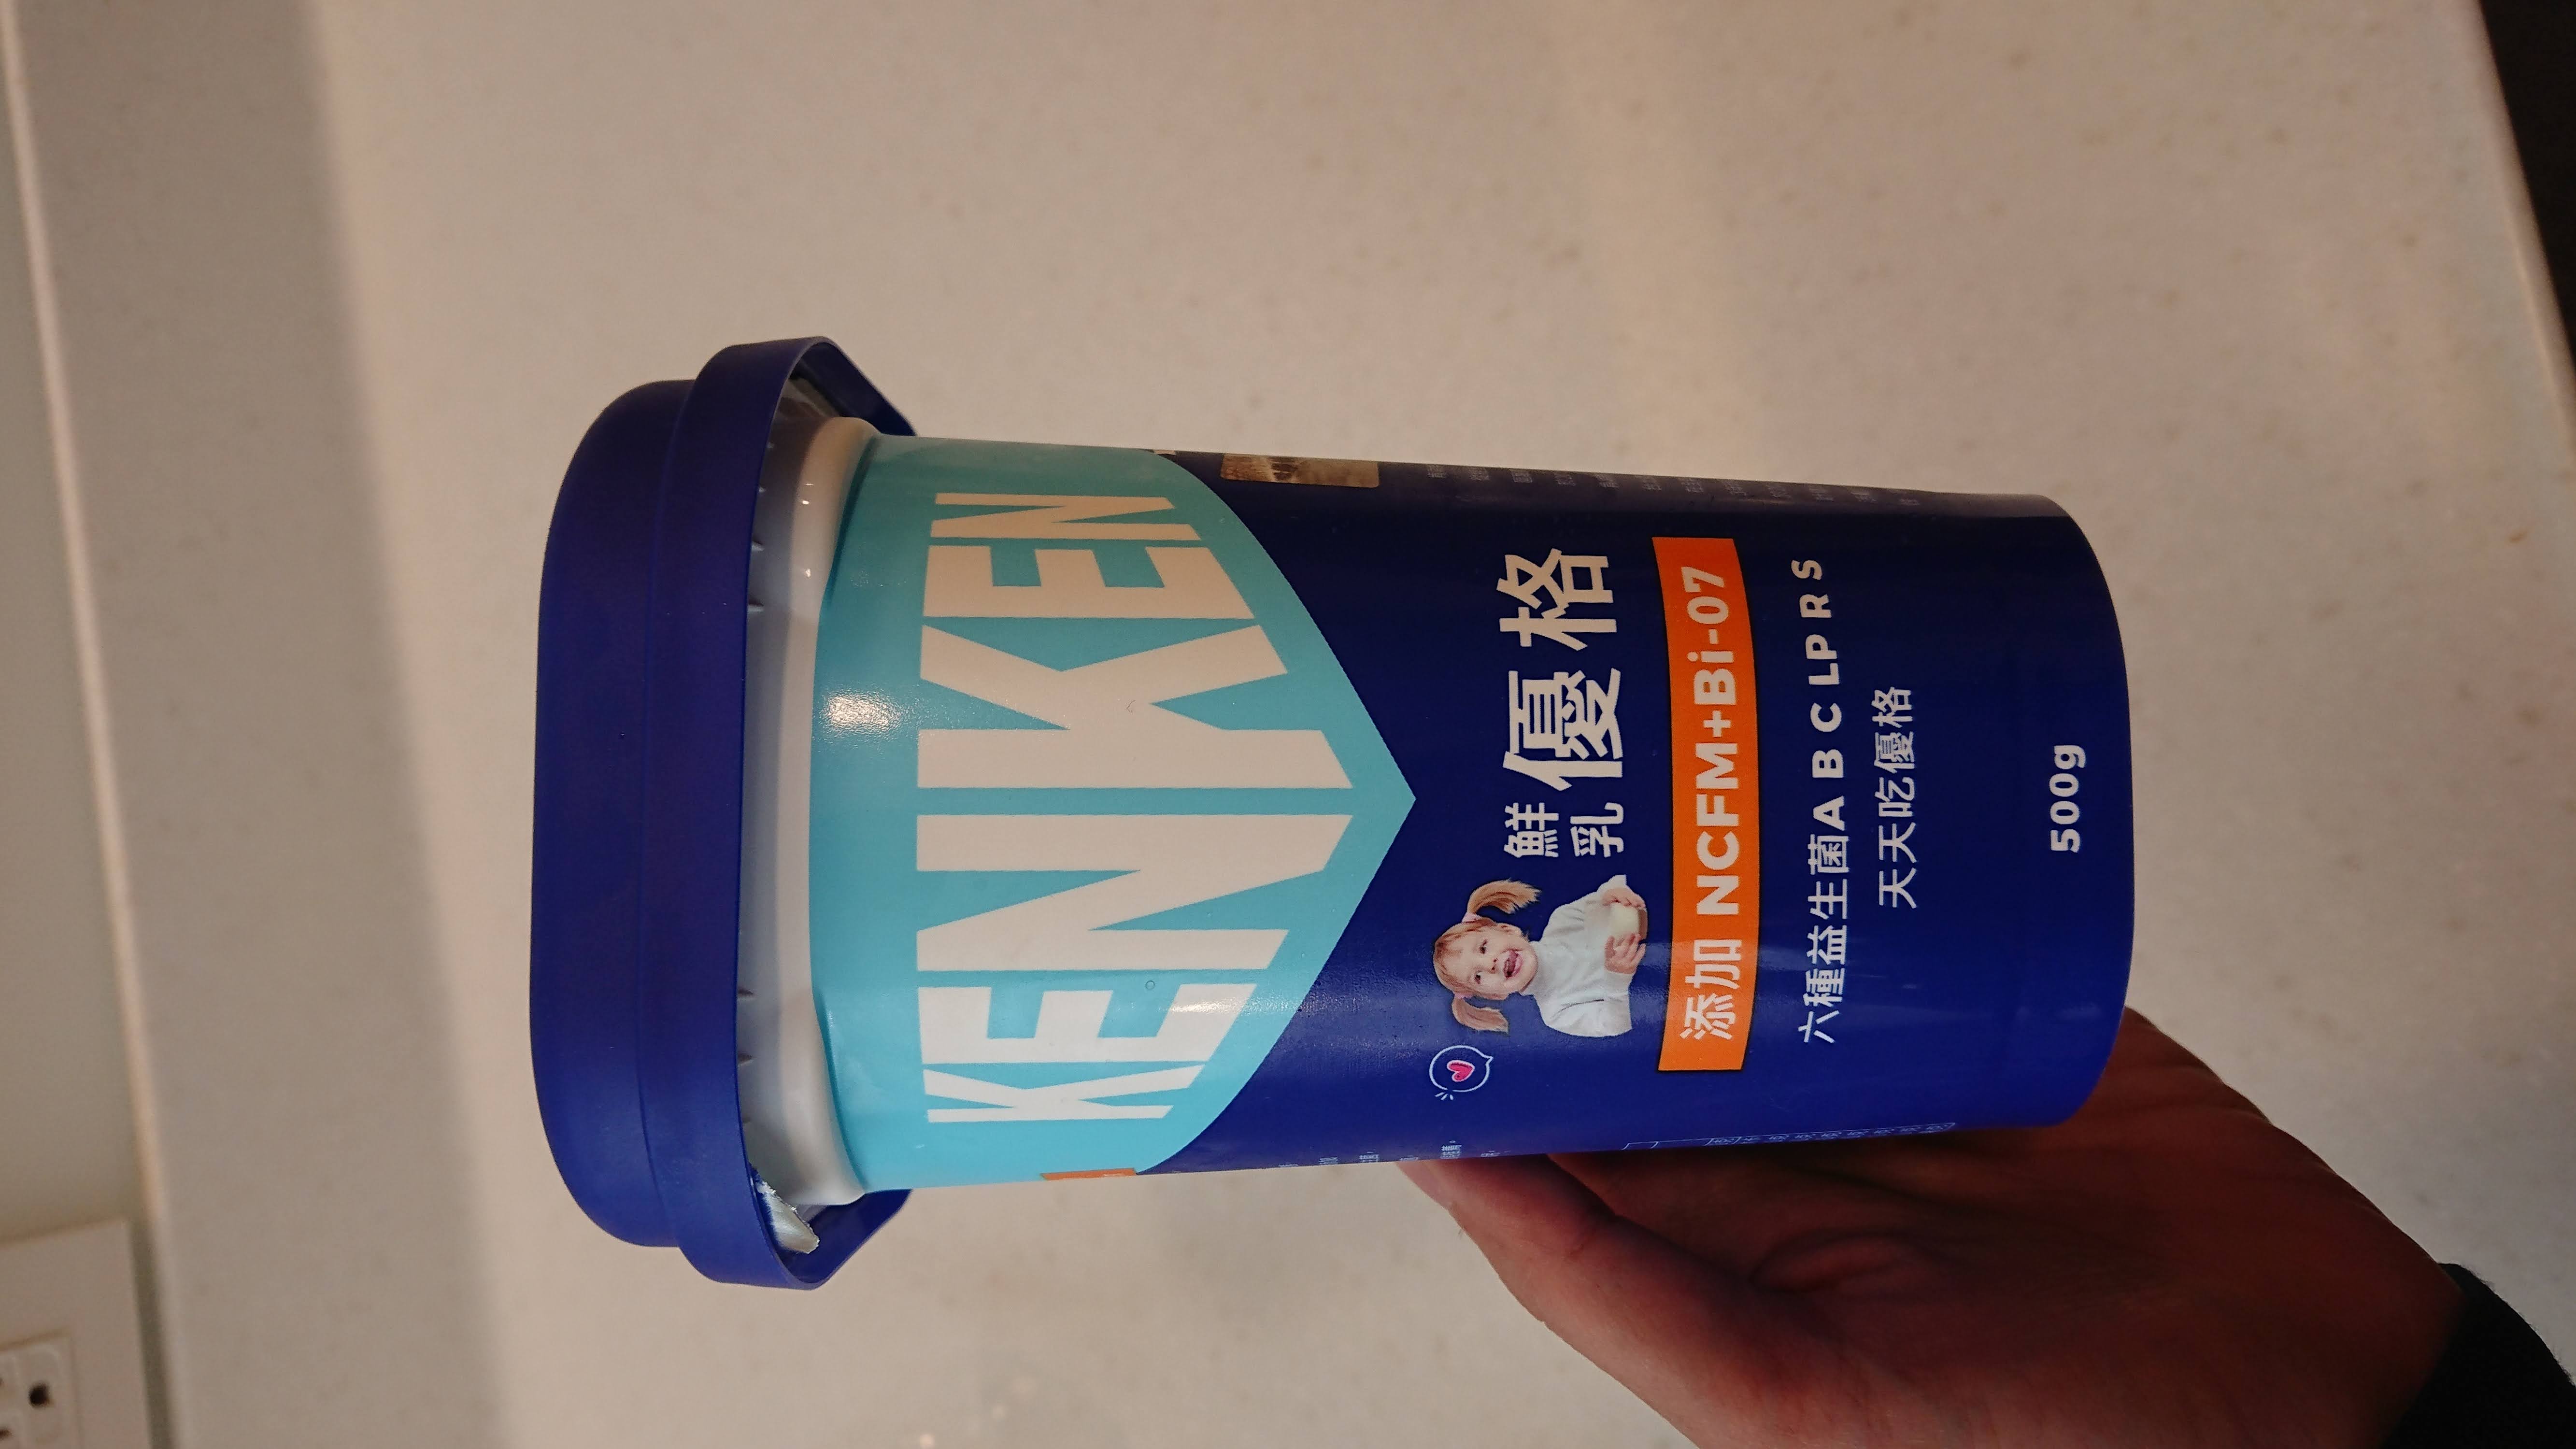 KENKEN
鮮乳優格
添加 NCFM+Bi-07
六種益生菌A B C LP R S
天天吃優格
500g